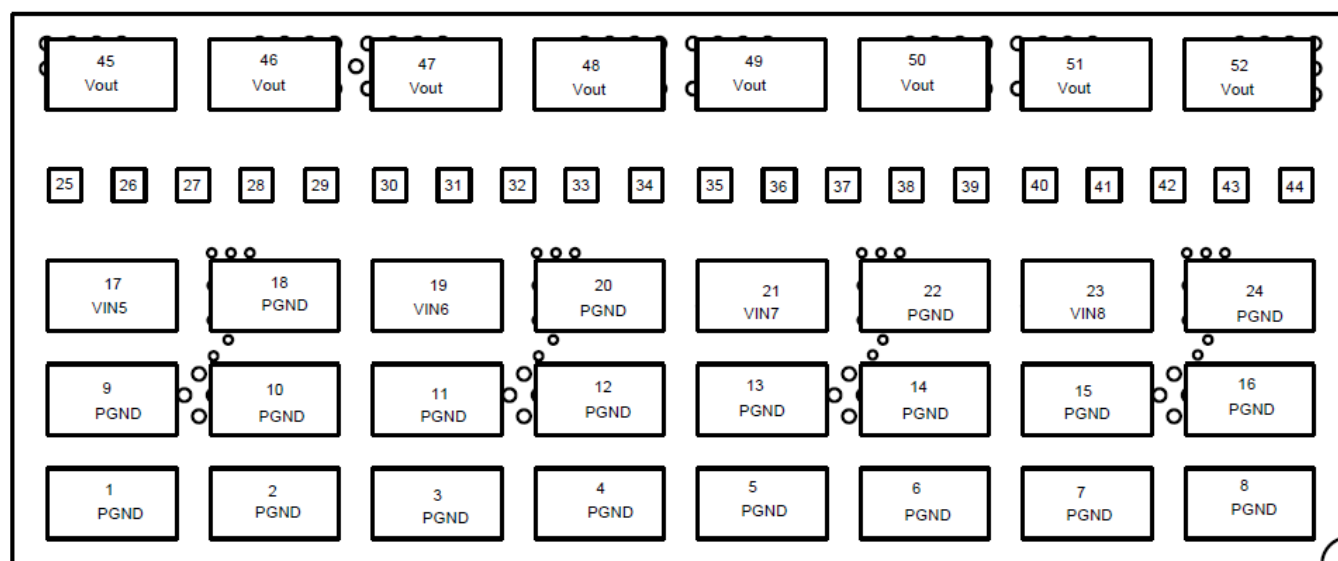 45 46 47 48 49 50 51 52
Vout Vout Vout Vout Vout Vout Vout Vout
25 26 27 28 29 30 31 32 33 34 35 36 37 38 39 40 41 42 43 44
17 18 19 20 21 22 23 24
VIN5 PGND VIN6 PGND VIN7 PGND VIN8 PGND
9 10 11 12 13 14 15 16
PGND PGND PGND PGND PGND PGND PGND PGND
1 2 3 4 5 6 7 8
PGND PGND PGND PGND PGND PGND PGND PGND